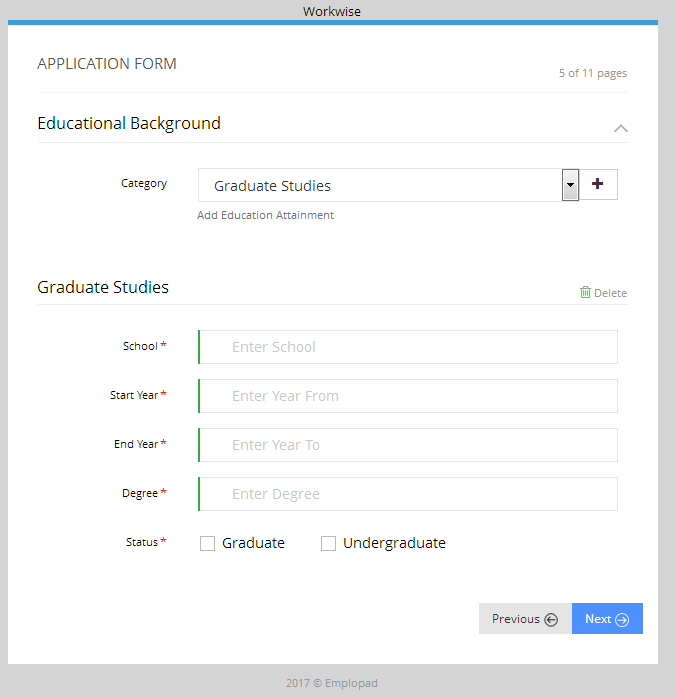 Workwise
APPLICATION FORM
5 of 11 pages
Educational Background
Category
Graduate Studies
Add Education Attainment
Graduate Studies
Delete
School *
Enter School
Start Year *
Enter Year From
End Year *
Enter Year To
Degree *
Enter Degree
Status *
Graduate
Undergraduate
Previous
Next
2017 © Emplopad